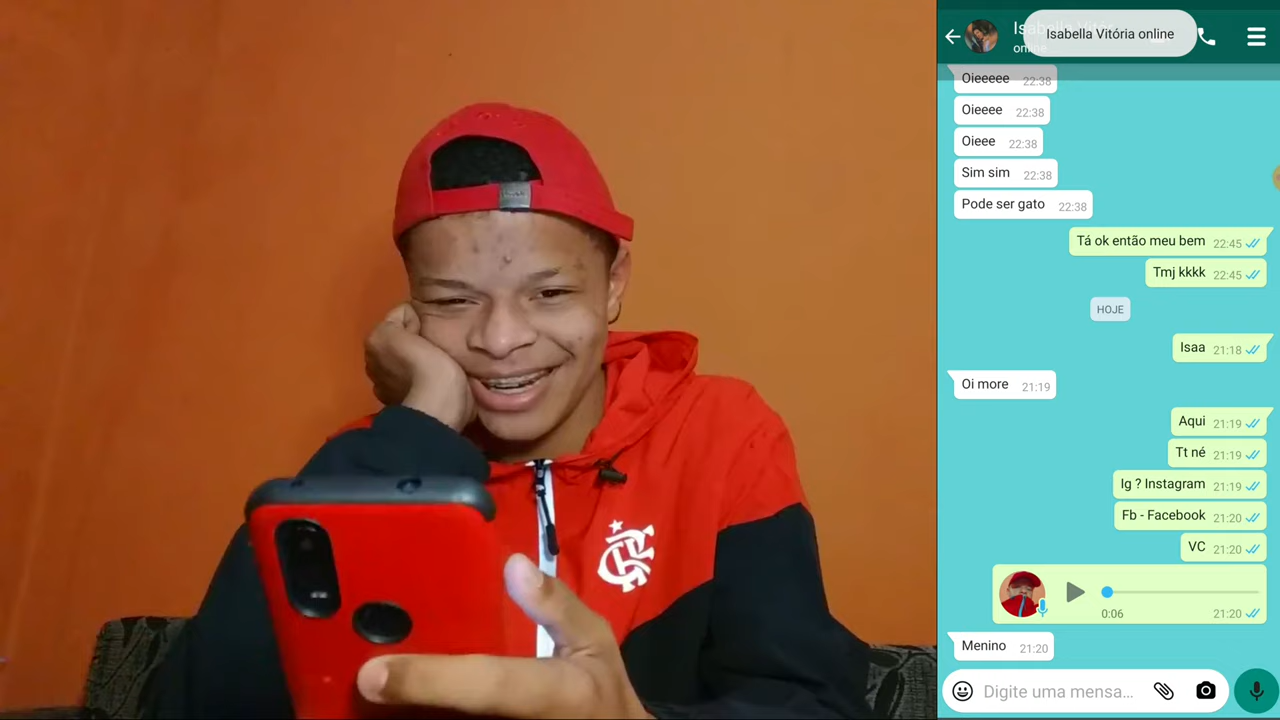 Isabella Vitória online
Oieeeee 22:38
Oieeee 22:38
Oieee 22:38
Sim sim 22:38
Pode ser gato 22:38
Tá ok então meu bem 22:45
Tmj kkkk 22:45
HOJE
Isaa 21:18
Oi more 21:19
Aqui 21:19
Tt né 21:19
Ig ? Instagram 21:19
Fb - Facebook 21:20
VC 21:20
0:06 21:20
Menino 21:20
Digite uma mensa...